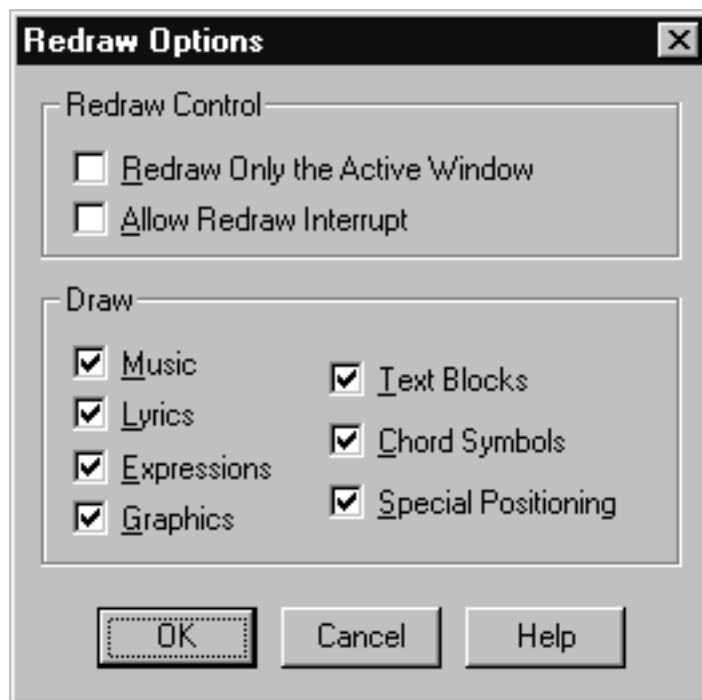 Redraw Options
Redraw Control
Redraw Only the Active Window
Allow Redraw Interrupt
Draw
Music
Lyrics
Expressions
Graphics
Text Blocks
Chord Symbols
Special Positioning
OK Cancel Help